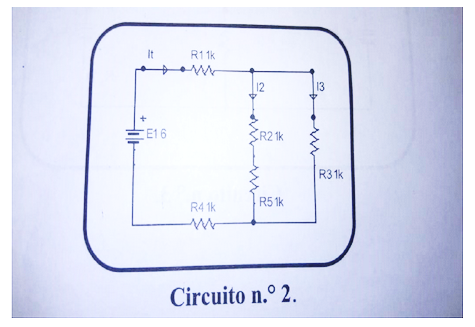 It
R1 1k
I2
I3
+
E1 6
R2 1k
R3 1k
R5 1k
R4 1k
Circuito n.º 2.